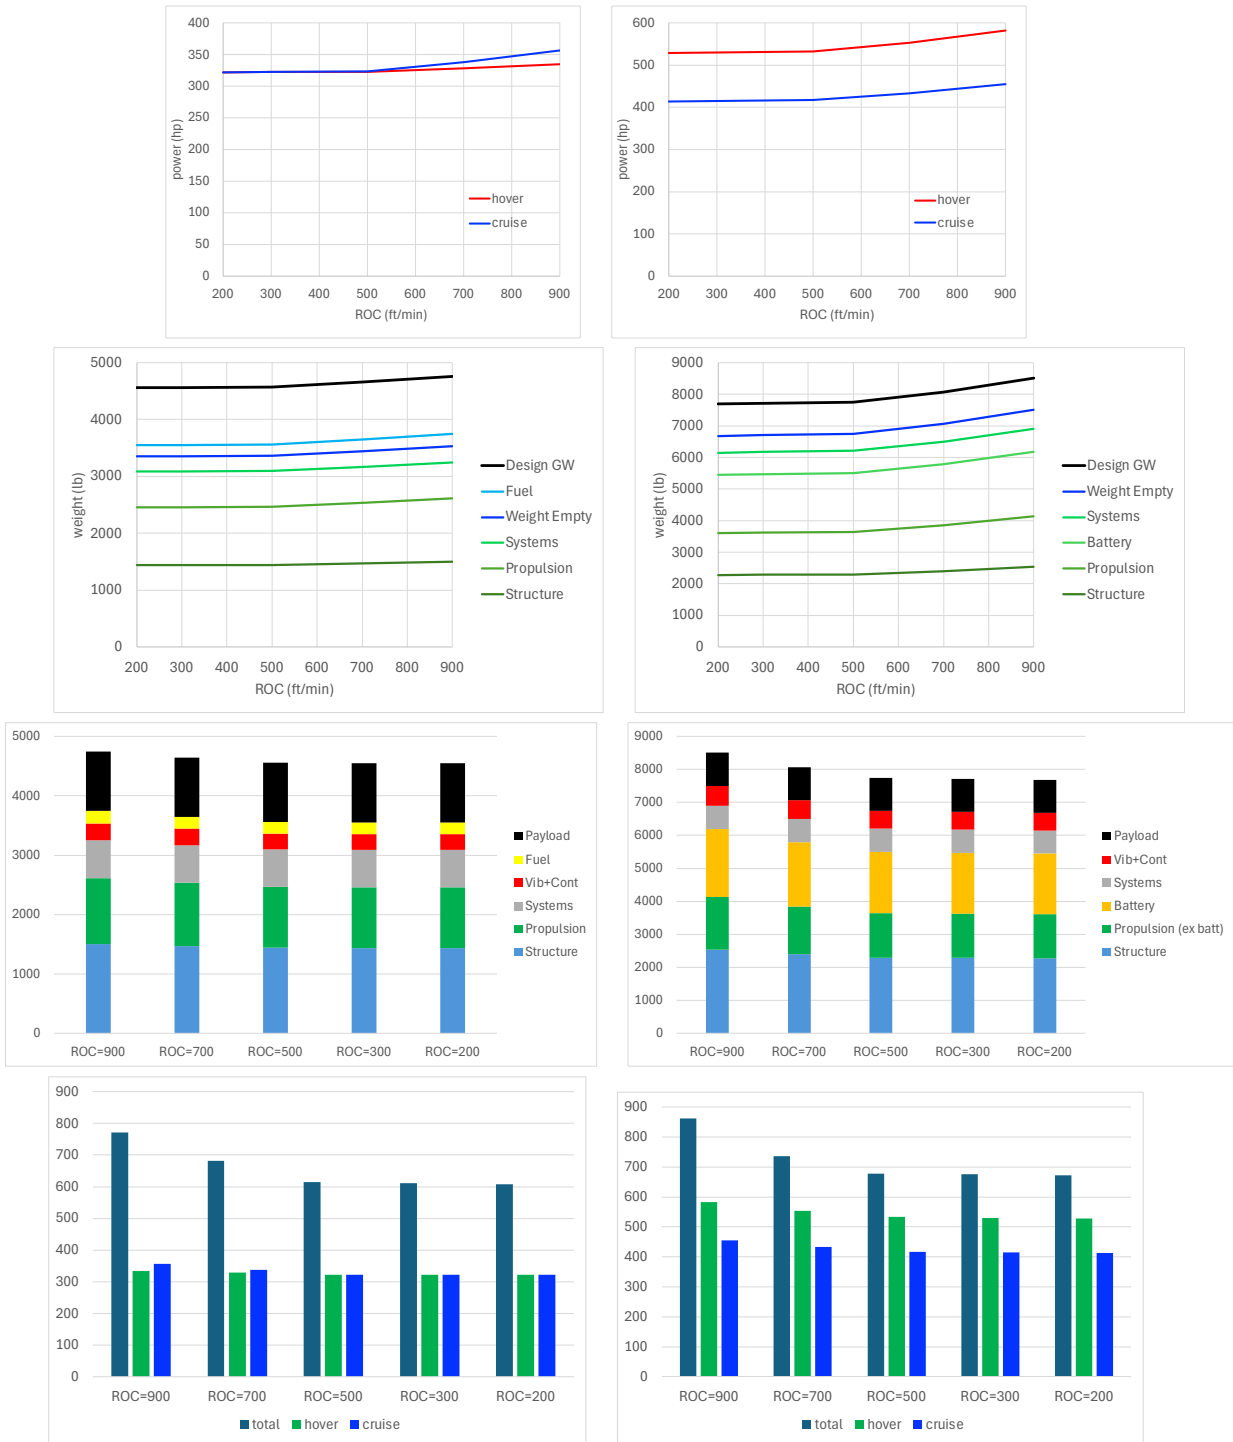 400
350
300
250
200
150
100
50
0
power (hp)
hover
cruise
200 300 400 500 600 700 800 900
ROC (ft/min)
600
500
400
300
200
100
0
power (hp)
hover
cruise
200 300 400 500 600 700 800 900
ROC (ft/min)
5000
4000
3000
2000
1000
0
weight (lb)
Design GW
Fuel
Weight Empty
Systems
Propulsion
Structure
200 300 400 500 600 700 800 900
ROC (ft/min)
9000
8000
7000
6000
5000
4000
3000
2000
1000
0
weight (lb)
Design GW
Weight Empty
Systems
Battery
Propulsion
Structure
200 300 400 500 600 700 800 900
ROC (ft/min)
5000
4000
3000
2000
1000
0
Payload
Fuel
Vib+Cont
Systems
Propulsion
Structure
ROC=900 ROC=700 ROC=500 ROC=300 ROC=200
9000
8000
7000
6000
5000
4000
3000
2000
1000
0
Payload
Vib+Cont
Systems
Battery
Propulsion (ex batt)
Structure
ROC=900 ROC=700 ROC=500 ROC=300 ROC=200
900
800
700
600
500
400
300
200
100
0
ROC=900 ROC=700 ROC=500 ROC=300 ROC=200
total hover cruise
900
800
700
600
500
400
300
200
100
0
ROC=900 ROC=700 ROC=500 ROC=300 ROC=200
total hover cruise